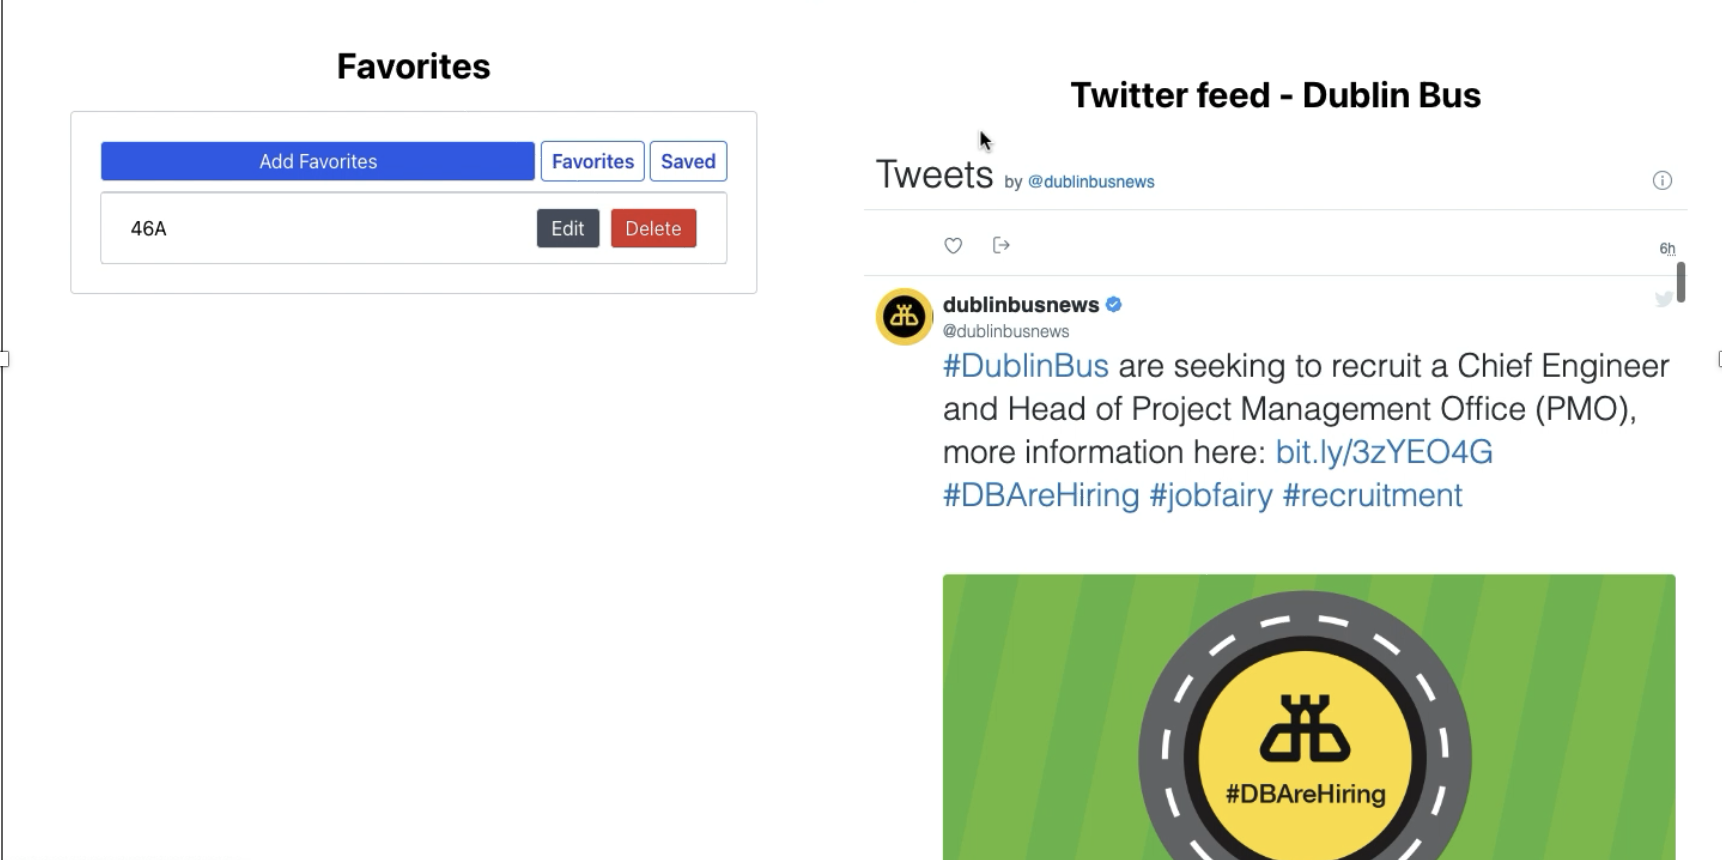 Favorites
Add Favorites
Favorites
Saved
46A
Edit
Delete
Twitter feed - Dublin Bus
Tweets by @dublinbusnews
6h
dublinbusnews
@dublinbusnews
#DublinBus are seeking to recruit a Chief Engineer
and Head of Project Management Office (PMO),
more information here: bit.ly/3zYEO4G
#DBAreHiring #jobfairy #recruitment
#DBAreHiring